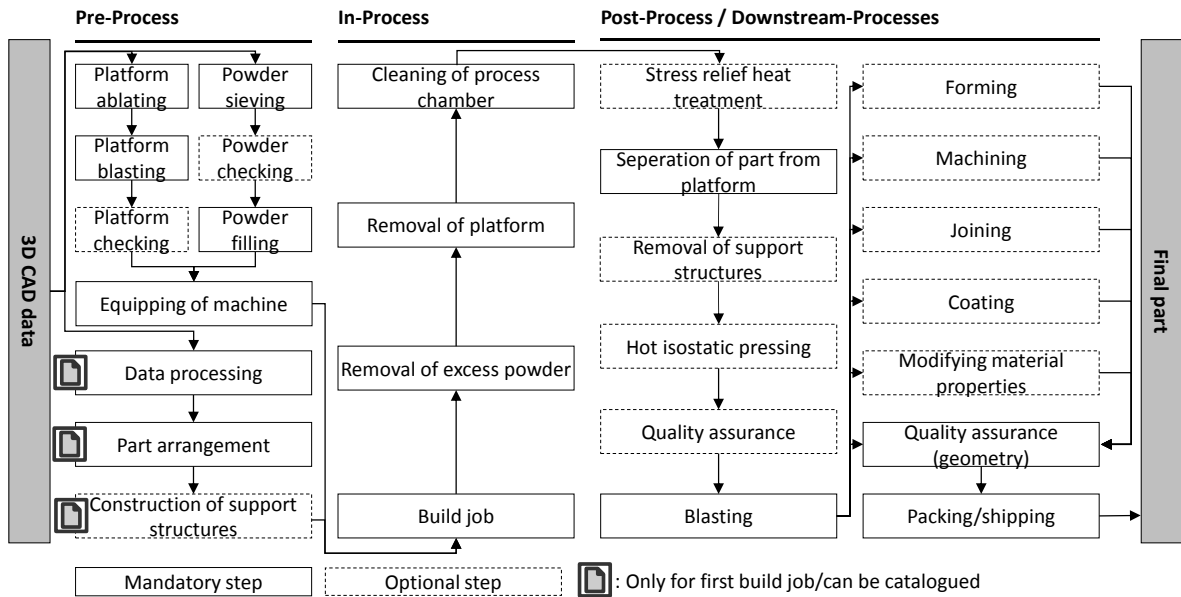 Pre-Process
In-Process
Post-Process / Downstream-Processes
3D CAD data
Platform
ablating
Powder
sieving
Platform
blasting
Powder
checking
Platform
checking
Powder
filling
Equipping of machine
Data processing
Part arrangement
Construction of support
structures
Cleaning of process
chamber
Removal of platform
Removal of excess powder
Build job
Stress relief heat
treatment
Seperation of part from
platform
Removal of support
structures
Hot isostatic pressing
Quality assurance
Blasting
Forming
Machining
Joining
Coating
Modifying material
properties
Quality assurance
(geometry)
Packing/shipping
Final part
Mandatory step
Optional step
: Only for first build job/can be catalogued